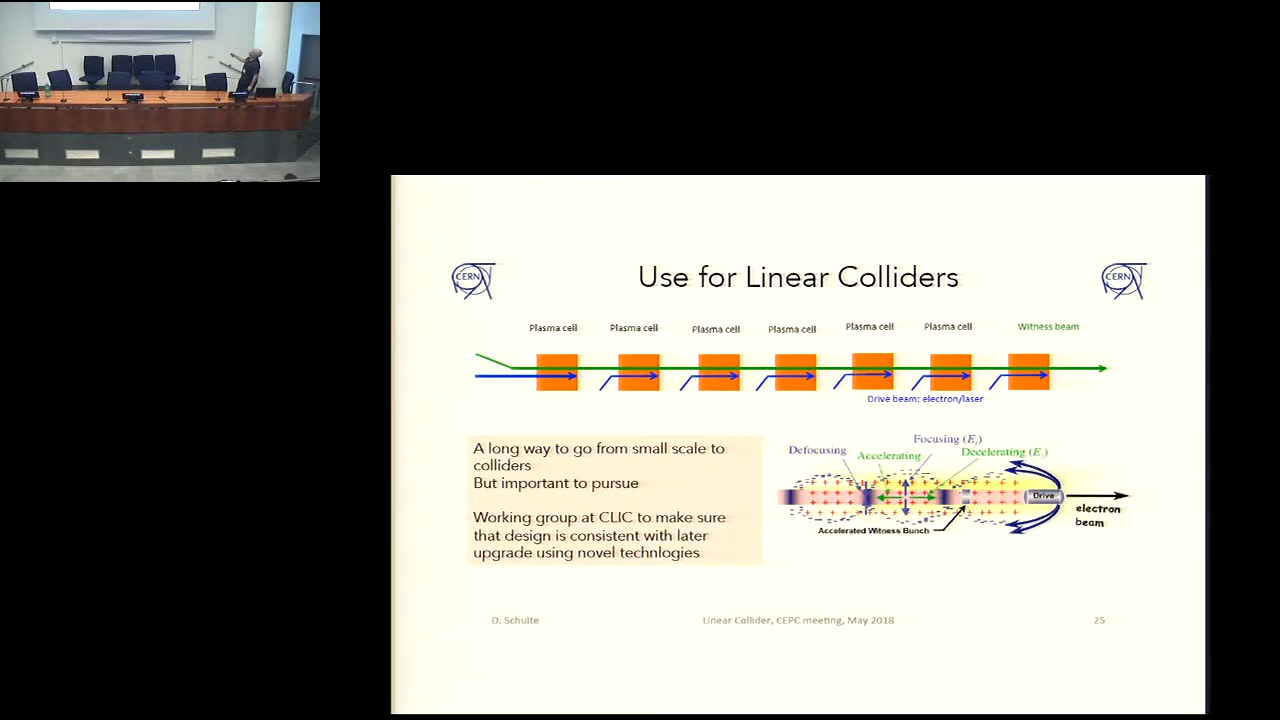 CERN
Use for Linear Colliders
CERN
Plasma cell
Plasma cell
Plasma cell
Plasma cell
Plasma cell
Plasma cell
Witness beam
Drive beam: electron/laser
A long way to go from small scale to
colliders
But important to pursue
Working group at CLIC to make sure
that design is consistent with later
upgrade using novel technlogies
Focusing (Er)
Defocusing
Accelerating
Decelerating (Ez)
Drive
electron
beam
Accelerated Witness Bunch
D. Schulte
Linear Collider, CEPC meeting, May 2018
25